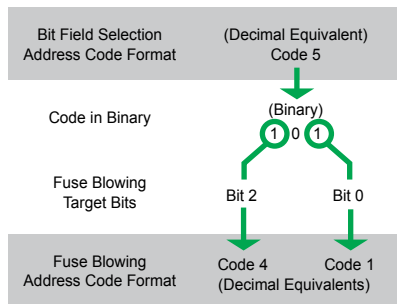 Bit Field Selection
Address Code Format
(Decimal Equivalent)
Code 5
Code in Binary
(Binary)
1 0 1
Fuse Blowing
Target Bits
Bit 2
Bit 0
Fuse Blowing
Address Code Format
Code 4
Code 1
(Decimal Equivalents)